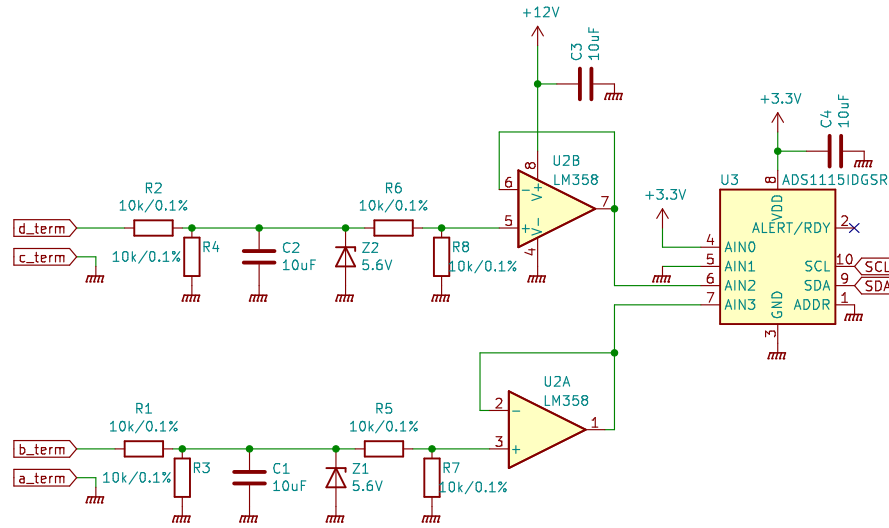 +12V
C3
10uF
+3.3V
C4
10uF
U2B
LM358
8
V+
6
-
7
5
+
V-
4
U3
ADS1115IDGSR
8
VDD
+3.3V
ALERT/RDY
2
4
AIN0
5
AIN1
SCL
10
SCL
6
AIN2
SDA
9
SDA
7
AIN3
ADDR
1
GND
3
R2
10k/0.1%
R6
10k/0.1%
d_term
c_term
R4
10k/0.1%
C2
10uF
Z2
5.6V
R8
10k/0.1%
U2A
LM358
2
-
1
3
+
R1
10k/0.1%
R5
10k/0.1%
b_term
a_term
R3
10k/0.1%
C1
10uF
Z1
5.6V
R7
10k/0.1%